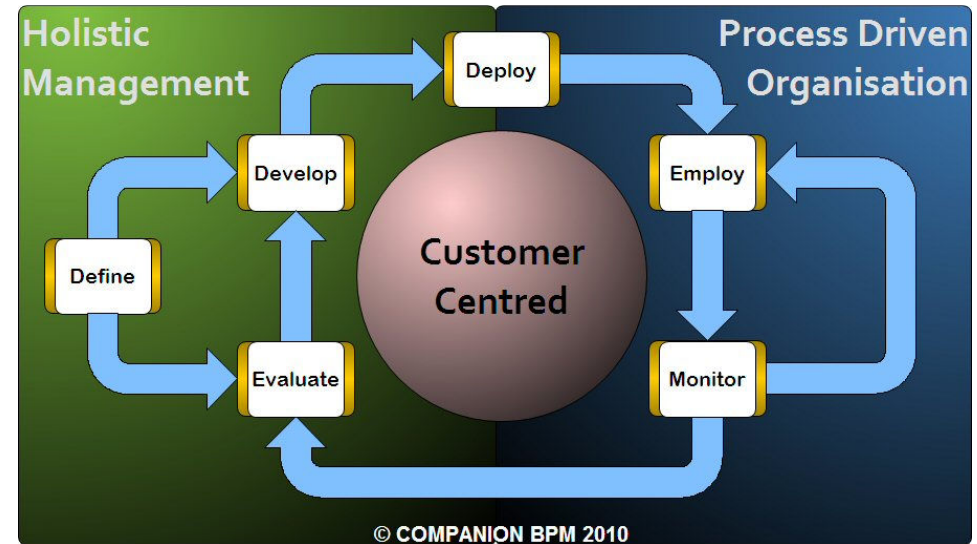 Holistic
Management
Process Driven
Organisation
Deploy
Develop
Employ
Define
Customer
Centred
Evaluate
Monitor
© COMPANION BPM 2010